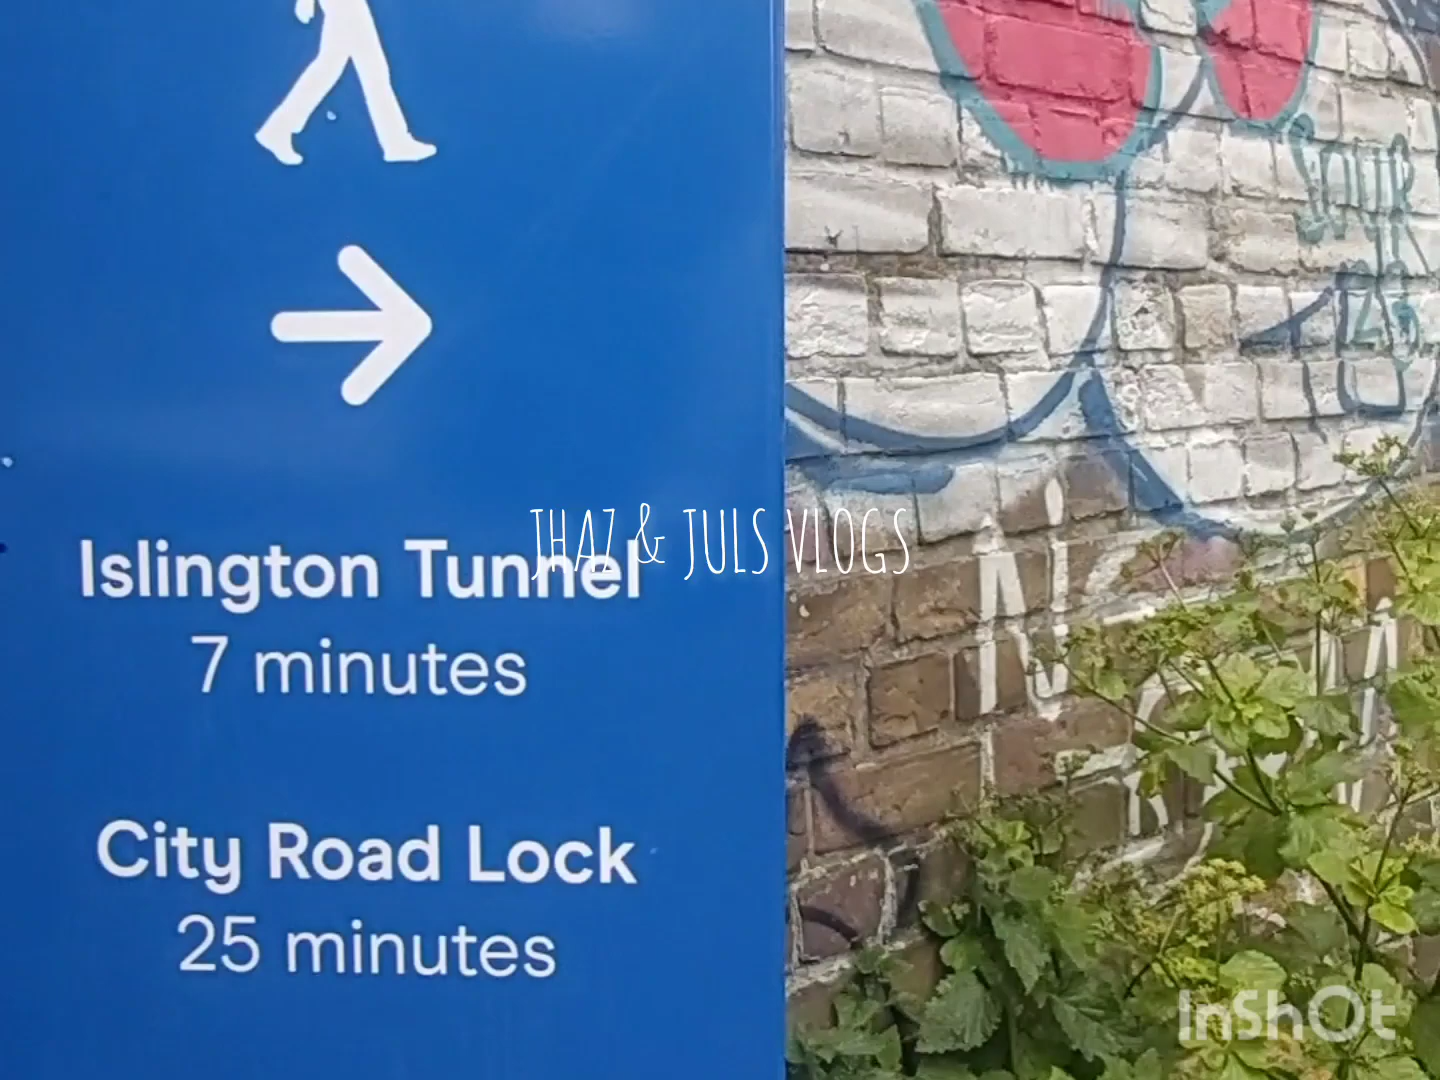 Islington Tunnel
7 minutes
City Road Lock
25 minutes
JHAZ & JULS VLOGS
InShOt